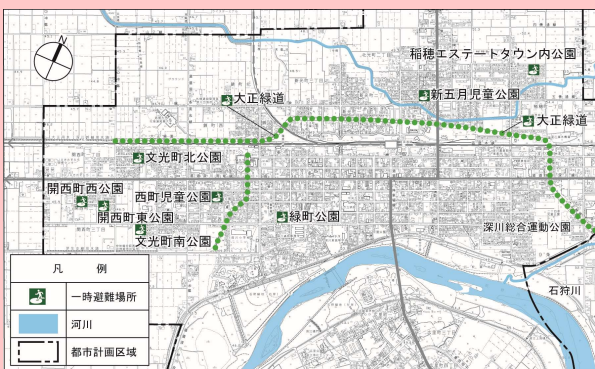 N
稲穂エステートタウン内公園
新五月児童公園
大正緑道
大正緑道
文光町北公園
開西町西公園
西町児童公園
開西町東公園
緑町公園
文光町南公園
深川総合運動公園
石狩川
凡 例
一時避難場所
河川
都市計画区域